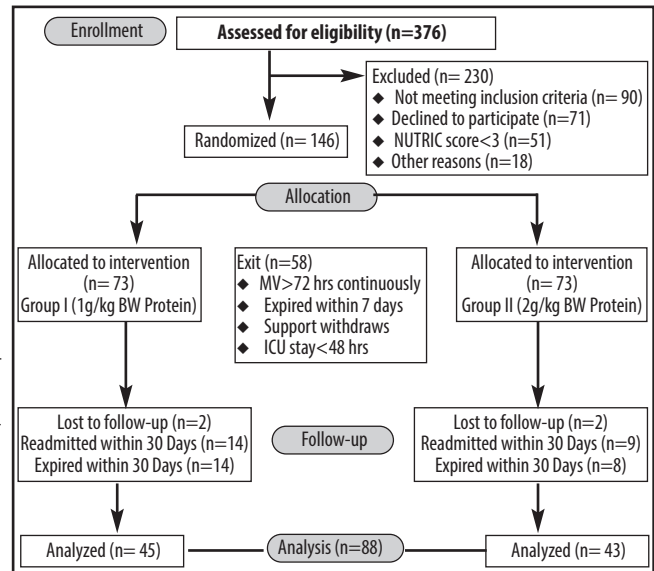 Enrollment
Assessed for eligibility (n=376)
Excluded (n= 230)
◆ Not meeting inclusion criteria (n= 90)
◆ Declined to participate (n=71)
◆ NUTRIC score<3 (n=51)
◆ Other reasons (n=18)
Randomized (n= 146)
Allocation
Allocated to intervention
(n= 73)
Group I (1g/kg BW Protein)
Exit (n=58)
◆ MV>72 hrs continuously
◆ Expired within 7 days
◆ Support withdraws
◆ ICU stay<48 hrs
Allocated to intervention
(n= 73)
Group II (2g/kg BW Protein)
Lost to follow-up (n=2)
Readmitted within 30 Days (n=14)
Expired within 30 Days (n=14)
Follow-up
Lost to follow-up (n=2)
Readmitted within 30 Days (n=9)
Expired within 30 Days (n=8)
Analyzed (n= 45)
Analysis (n=88)
Analyzed (n= 43)